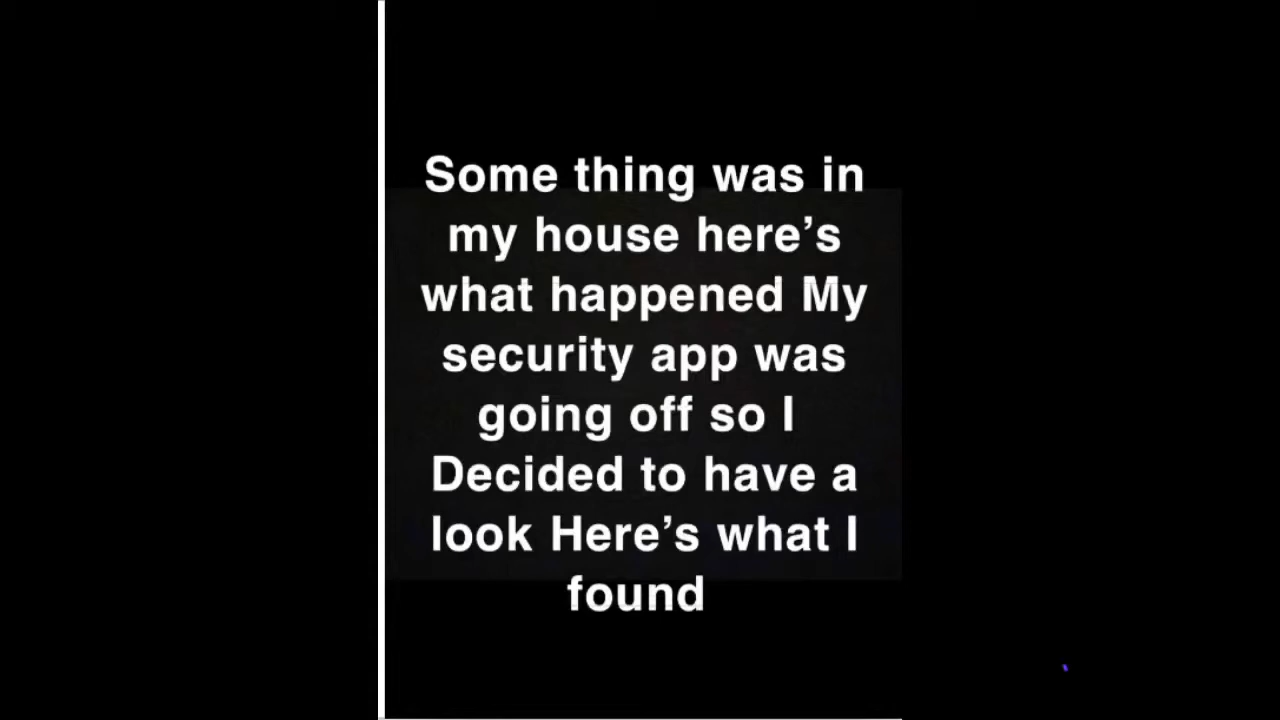 Some thing was in
my house here’s
what happened My
security app was
going off so I
Decided to have a
look Here’s what I
found